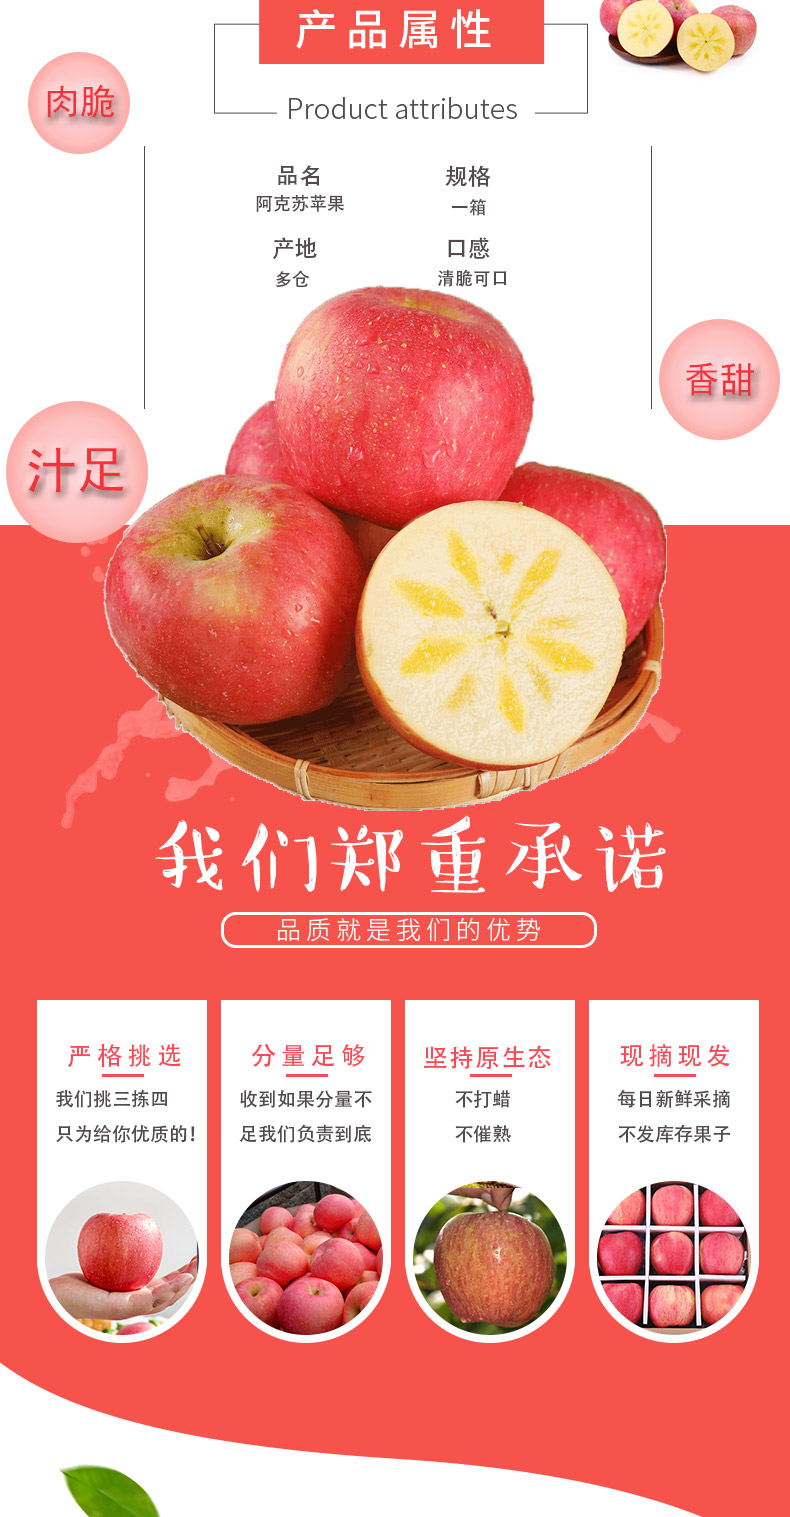 产品属性
Product attributes
肉脆
品名
阿克苏苹果
规格
一箱
产地
多仓
口感
清脆可口
香甜
汁足
我们郑重承诺
品质就是我们的优势
严格挑选
我们挑三拣四
只为给你优质的!
分量足够
收到如果分量不
足我们负责到底
坚持原生态
不打蜡
不催熟
现摘现发
每日新鲜采摘
不发库存果子